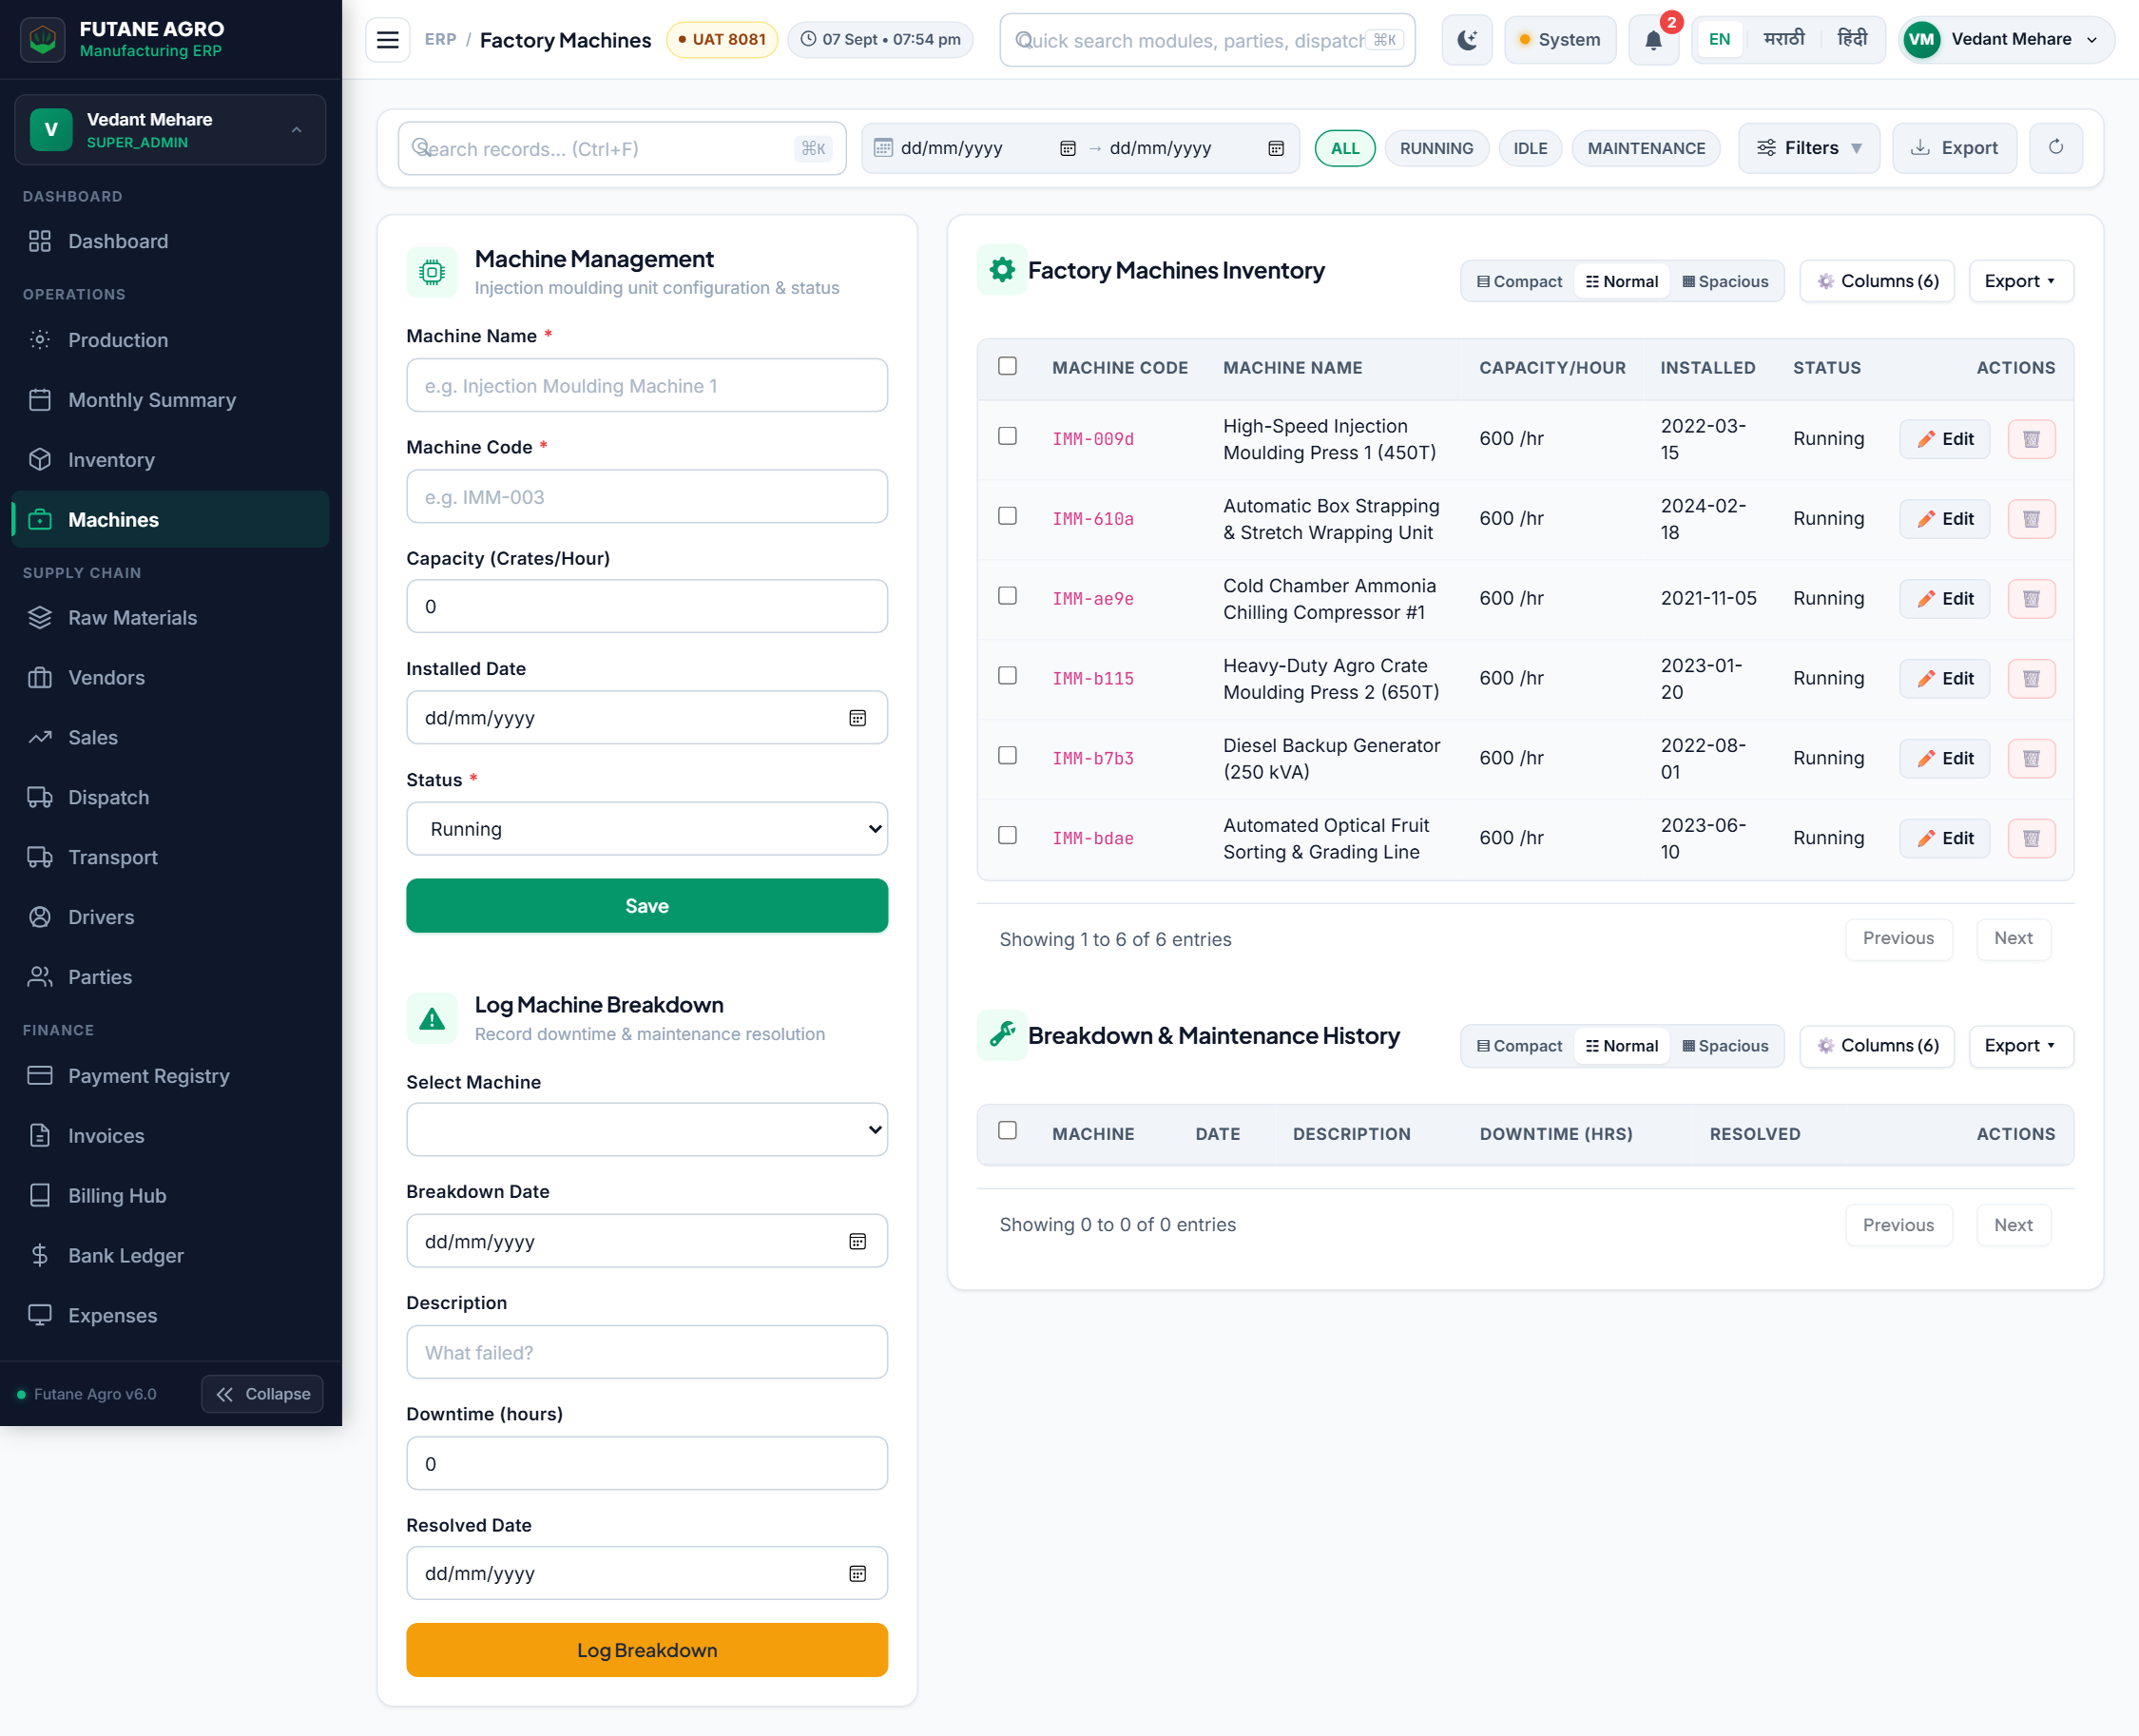 FUTANE AGRO
Manufacturing ERP
Vedant Mehare
SUPER_ADMIN
DASHBOARD
Dashboard
OPERATIONS
Production
Monthly Summary
Inventory
Machines
SUPPLY CHAIN
Raw Materials
Vendors
Sales
Dispatch
Transport
Drivers
Parties
FINANCE
Payment Registry
Invoices
Billing Hub
Bank Ledger
Expenses
Futane Agro v6.0
Collapse
ERP / Factory Machines
UAT 8081
07 Sept • 07:54 pm
Quick search modules, parties, dispatch
⌘K
System
2
EN
मराठी
हिंदी
VM
Vedant Mehare
Search records... (Ctrl+F)
⌘K
dd/mm/yyyy → dd/mm/yyyy
ALL
RUNNING
IDLE
MAINTENANCE
Filters ▼
Export
Machine Management
Injection moulding unit configuration & status
Machine Name *
e.g. Injection Moulding Machine 1
Machine Code *
e.g. IMM-003
Capacity (Crates/Hour)
0
Installed Date
dd/mm/yyyy
Status *
Running
Save
Log Machine Breakdown
Record downtime & maintenance resolution
Select Machine
Breakdown Date
dd/mm/yyyy
Description
What failed?
Downtime (hours)
0
Resolved Date
dd/mm/yyyy
Log Breakdown
Factory Machines Inventory
Compact
Normal
Spacious
Columns (6)
Export ▾
MACHINE CODE MACHINE NAME CAPACITY/HOUR INSTALLED STATUS ACTIONS
IMM-009d High-Speed Injection Moulding Press 1 (450T) 600 /hr 2022-03-15 Running Edit
IMM-610a Automatic Box Strapping & Stretch Wrapping Unit 600 /hr 2024-02-18 Running Edit
IMM-ae9e Cold Chamber Ammonia Chilling Compressor #1 600 /hr 2021-11-05 Running Edit
IMM-b115 Heavy-Duty Agro Crate Moulding Press 2 (650T) 600 /hr 2023-01-20 Running Edit
IMM-b7b3 Diesel Backup Generator (250 kVA) 600 /hr 2022-08-01 Running Edit
IMM-bdae Automated Optical Fruit Sorting & Grading Line 600 /hr 2023-06-10 Running Edit
Showing 1 to 6 of 6 entries
Previous
Next
Breakdown & Maintenance History
Compact
Normal
Spacious
Columns (6)
Export ▾
MACHINE DATE DESCRIPTION DOWNTIME (HRS) RESOLVED ACTIONS
Showing 0 to 0 of 0 entries
Previous
Next
V